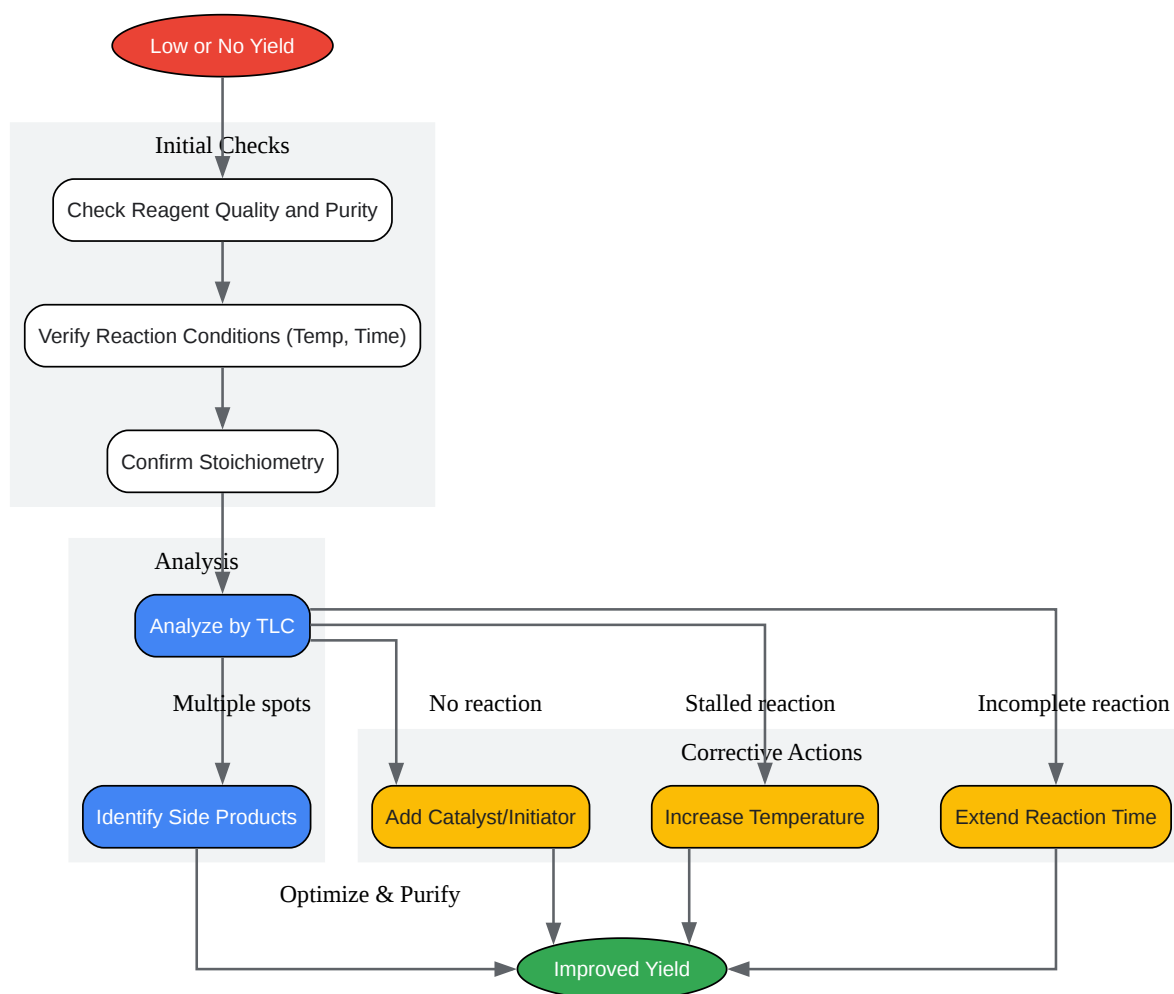 Low or No Yield
Initial Checks
Check Reagent Quality and Purity
Verify Reaction Conditions (Temp, Time)
Confirm Stoichiometry
Analysis
Analyze by TLC
Multiple spots
No reaction
Stalled reaction
Incomplete reaction
Corrective Actions
Identify Side Products
Add Catalyst/Initiator
Increase Temperature
Extend Reaction Time
Optimize & Purify
Improved Yield